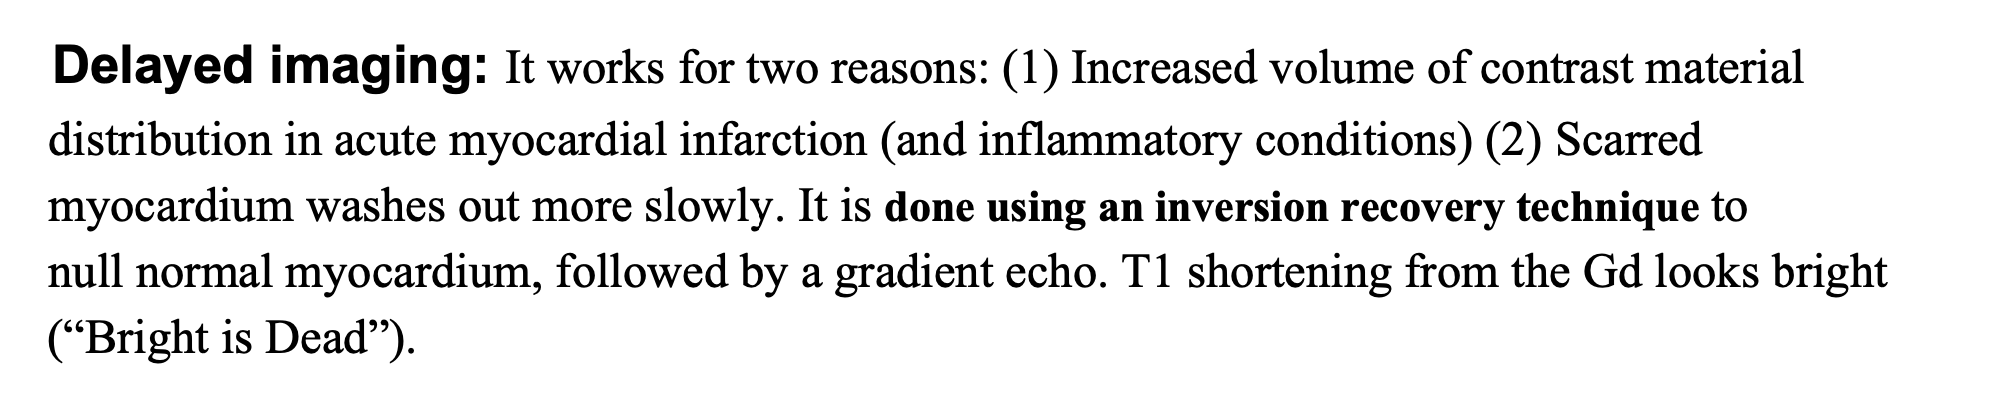 Delayed imaging: It works for two reasons: (1) Increased volume of contrast material
distribution in acute myocardial infarction (and inflammatory conditions) (2) Scarred
myocardium washes out more slowly. It is done using an inversion recovery technique to
null normal myocardium, followed by a gradient echo. T1 shortening from the Gd looks bright
(“Bright is Dead”).